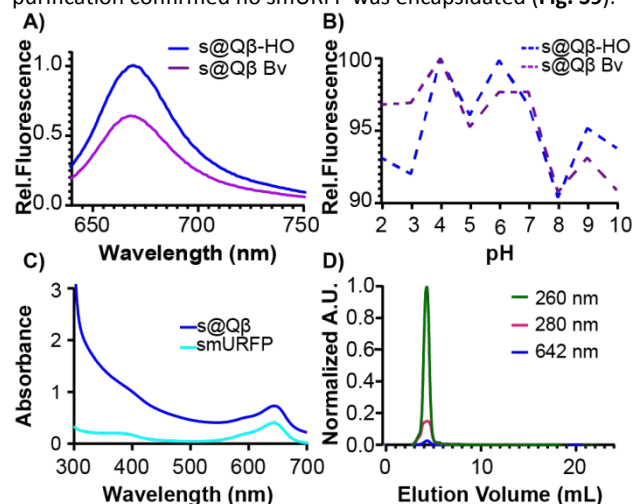 purification confirmed no smURFP was encapsidated (Fig. S9).
A)
s@Qβ-HO
s@Qβ Bv
Rel.Fluorescence
1.0
0.5
0.0
650 700 750
Wavelength (nm)
B)
s@Qβ-HO
s@Qβ Bv
Rel.Fluorescence
100
95
90
2 3 4 5 6 7 8 9 10
pH
C)
s@Qβ
smURFP
Absorbance
3
2
1
0
300 400 500 600 700
Wavelength (nm)
D)
260 nm
280 nm
642 nm
Normalized A.U.
1.0
0.8
0.6
0.4
0.2
0.0
0 10 20
Elution Volume (mL)